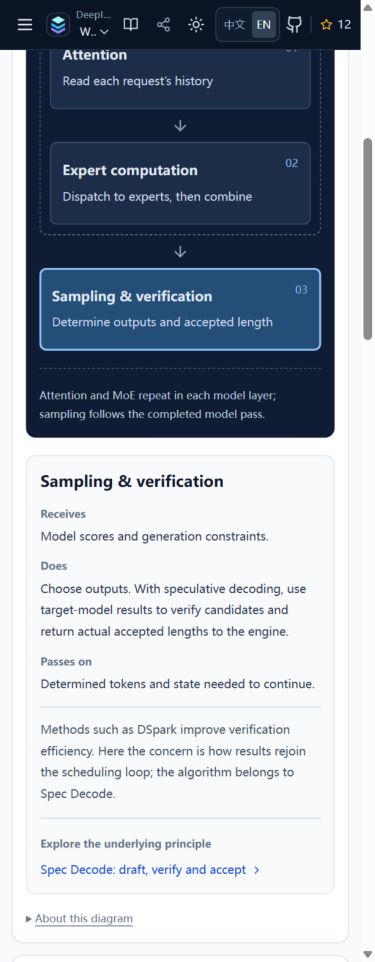 Deepl...
W..
中文 EN
12
Attention
Read each request's history
Expert computation 02
Dispatch to experts, then combine
Sampling & verification 03
Determine outputs and accepted length
Attention and MoE repeat in each model layer;
sampling follows the completed model pass.
Sampling & verification
Receives
Model scores and generation constraints.
Does
Choose outputs. With speculative decoding, use
target-model results to verify candidates and
return actual accepted lengths to the engine.
Passes on
Determined tokens and state needed to continue.
Methods such as DSpark improve verification
efficiency. Here the concern is how results rejoin
the scheduling loop; the algorithm belongs to
Spec Decode.
Explore the underlying principle
Spec Decode: draft, verify and accept
About this diagram